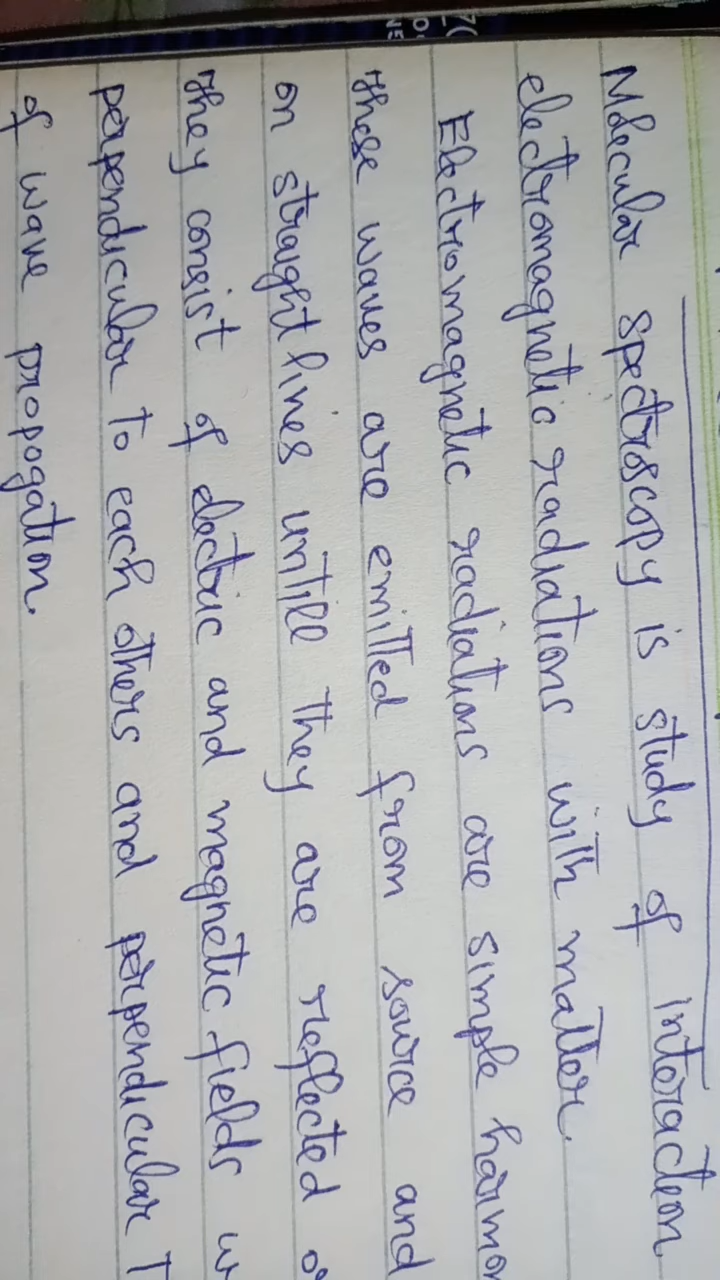 Molecular spectroscopy is study of interaction
electromagnetic radiations with matter.
Electromagnetic radiations are simple harmon
these waves are emitted from source and
on straight lines untill they are reflected o
They consist of electric and magnetic fields w
perpendicular to each others and perpendicular T
of wave propogation.